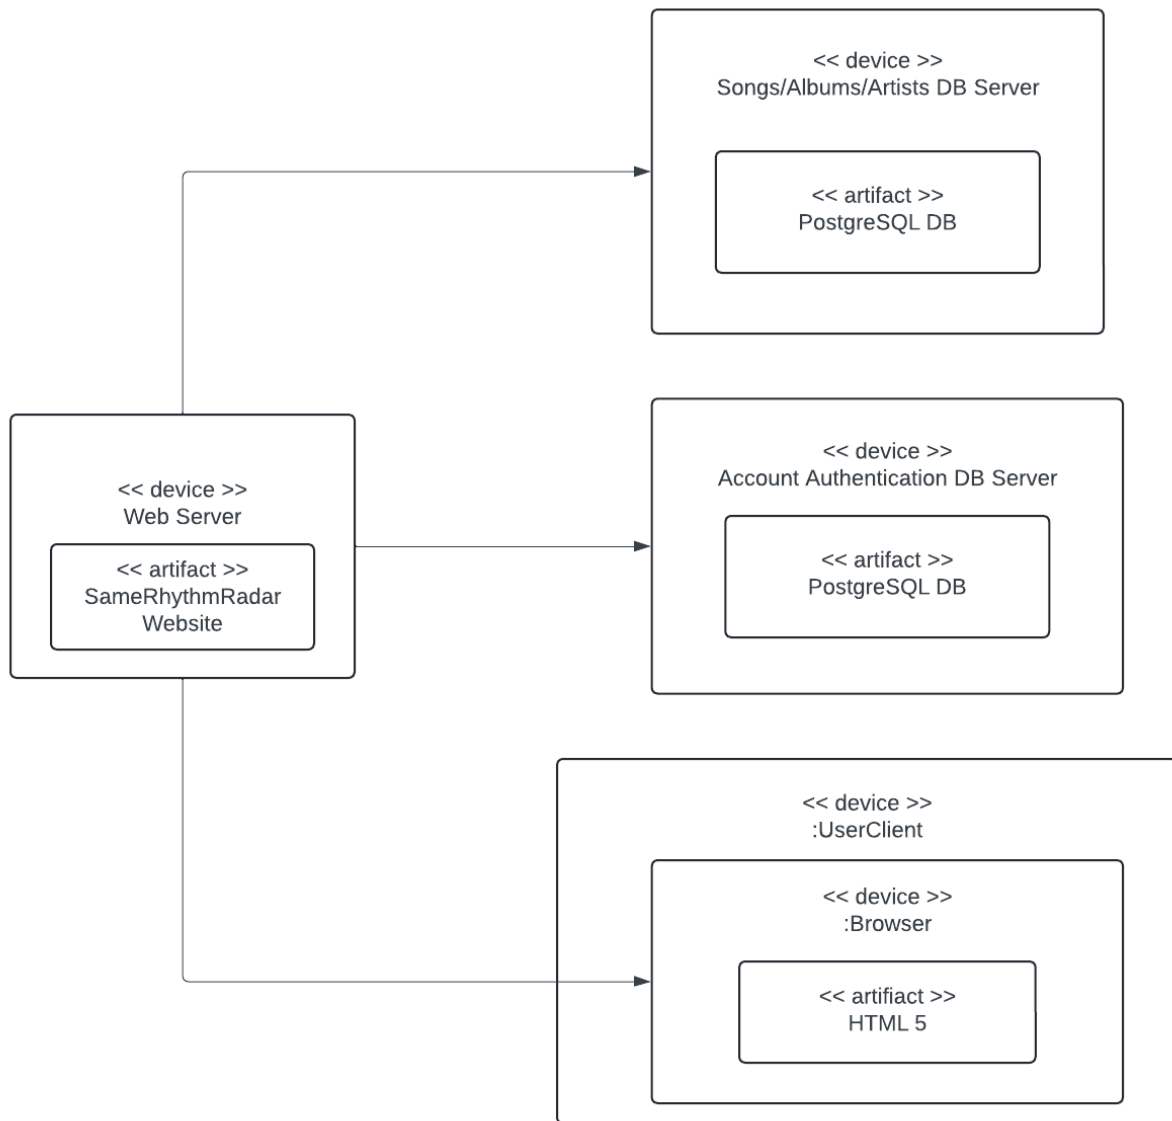 << device >>
Songs/Albums/Artists DB Server
<< artifact >>
PostgreSQL DB
<< device >>
Web Server
<< artifact >>
SameRhythmRadar
Website
<< device >>
Account Authentication DB Server
<< artifact >>
PostgreSQL DB
<< device >>
:UserClient
<< device >>
:Browser
<< artifiact >>
HTML 5